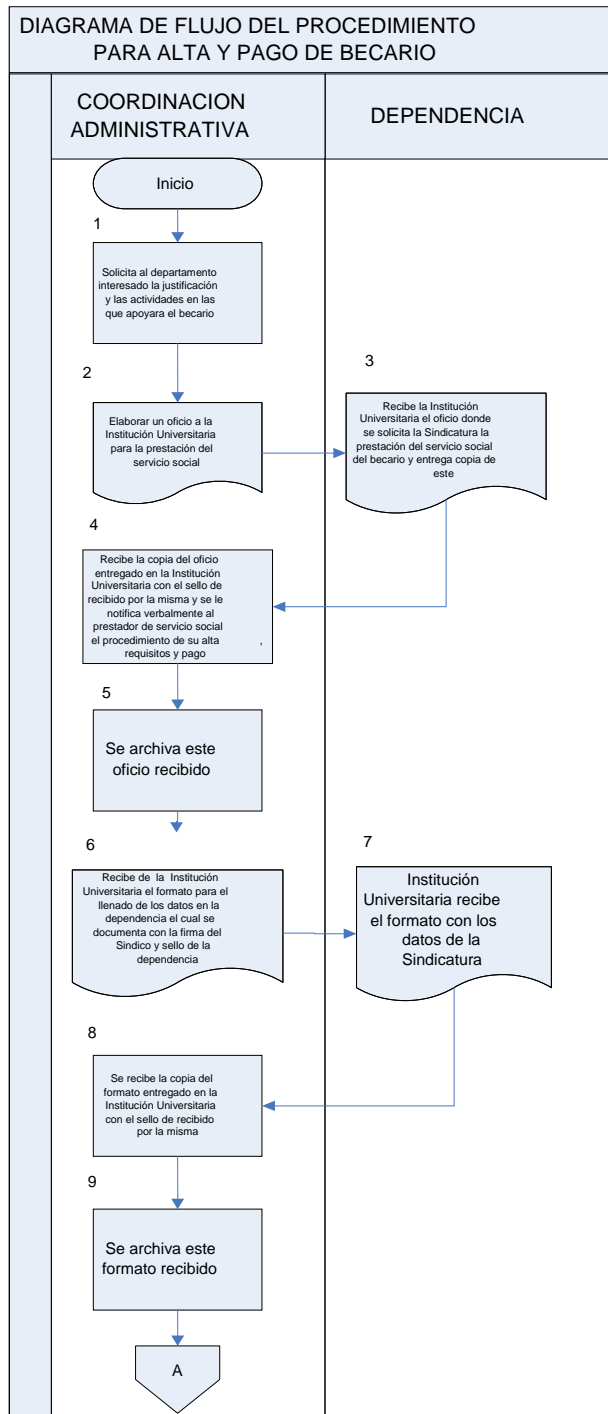 DIAGRAMA DE FLUJO DEL PROCEDIMIENTO
PARA ALTA Y PAGO DE BECARIO
COORDINACION
ADMINISTRATIVA
DEPENDENCIA
Inicio
1
Solicita al departamento
interesado la justificación
y las actividades en las
que apoyara el becario
2
Elaborar un oficio a la
Institución Universitaria
para la prestación del
servicio social
3
Recibe la Institución
Universitaria el oficio donde
se solicita la Sindicatura la
prestación del servicio social
del becario y entrega copia de
este
4
Recibe la copia del oficio
entregado en la Institución
Universitaria con el sello de
recibido por la misma y se le
notifica verbalmente al
prestador de servicio social
el procedimiento de su alta ,
requisitos y pago
5
Se archiva este
oficio recibido
6
Recibe de la Institución
Universitaria el formato para el
llenado de los datos en la
dependencia el cual se
documenta con la firma del
Sindico y sello de la
dependencia
7
Institución
Universitaria recibe
el formato con los
datos de la
Sindicatura
8
Se recibe la copia del
formato entregado en la
Institución Universitaria
con el sello de recibido
por la misma
9
Se archiva este
formato recibido
A